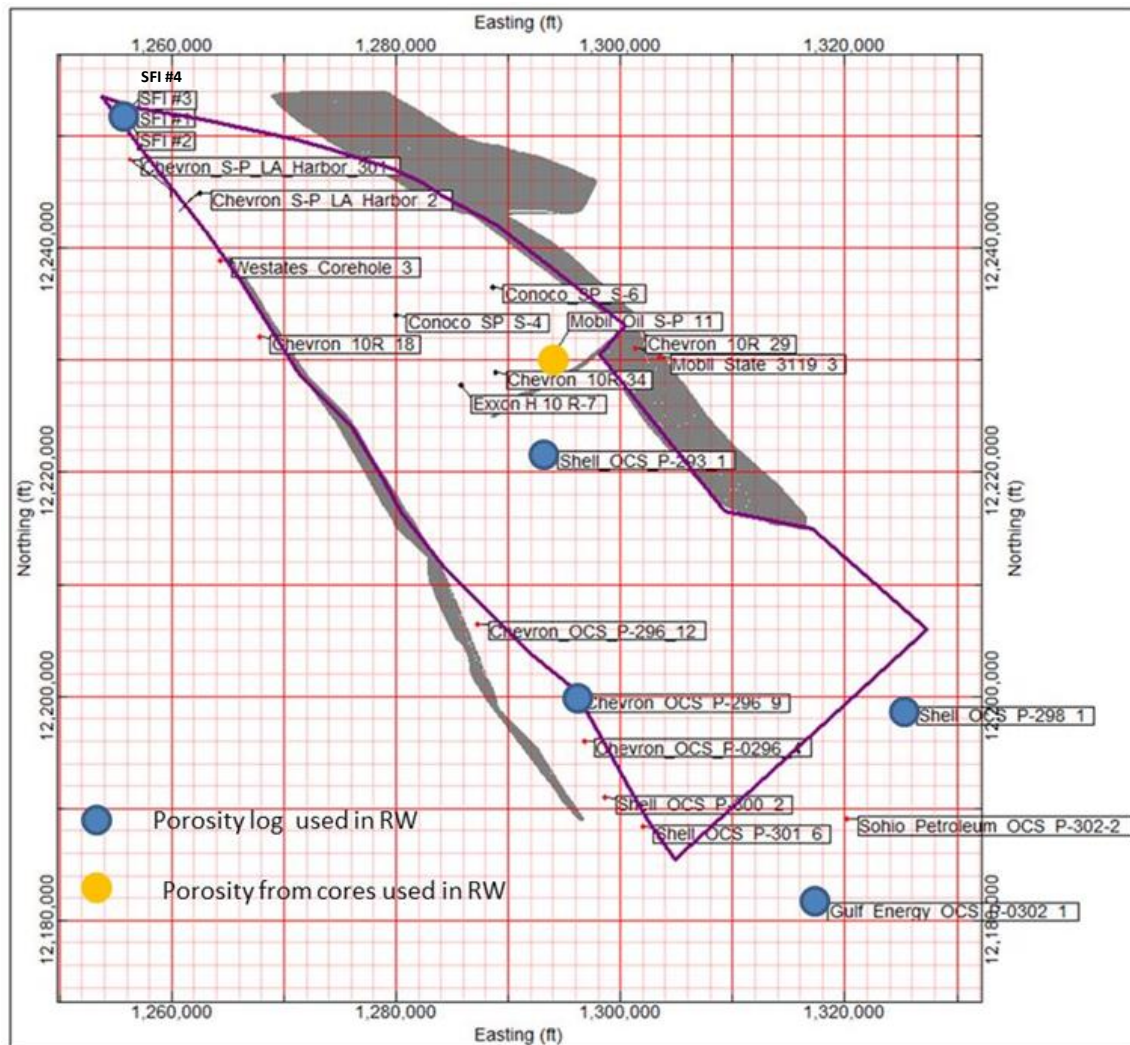 Easting (ft)
1,260,000 1,280,000 1,300,000 1,320,000
SFI #4
SFI #3
SFI #1
SFI #2
Chevron_S-P_LA_Harbor_301
Chevron_S-P_LA_Harbor_2
12,240,000
12,240,000
Westates_Corehole_3
Conoco_SP_S-6
Conoco_SP_S-4
Mobil_Oil_S-P_11
Chevron_10R_18
Chevron_10R_29
Mobil_State_3119_3
Chevron_10R-34
Exxon H 10 R-7
Shell_OCS_P-293_1
12,220,000
12,220,000
Northing (ft)
Northing (ft)
Chevron_OCS_P-296_12
12,200,000
12,200,000
Chevron_OCS_P-296_9
Shell_OCS_P-298_1
Chevron_OCS_P-0296_
Shell_OCS_P-300_2
Shell_OCS_P-301_6
Sohio_Petroleum_OCS_P-302-2
Porosity log used in RW
Porosity from cores used in RW
Gulf_Energy_OCS_P-0302_1
12,180,000
12,180,000
1,260,000 1,280,000 1,300,000 1,320,000
Easting (ft)